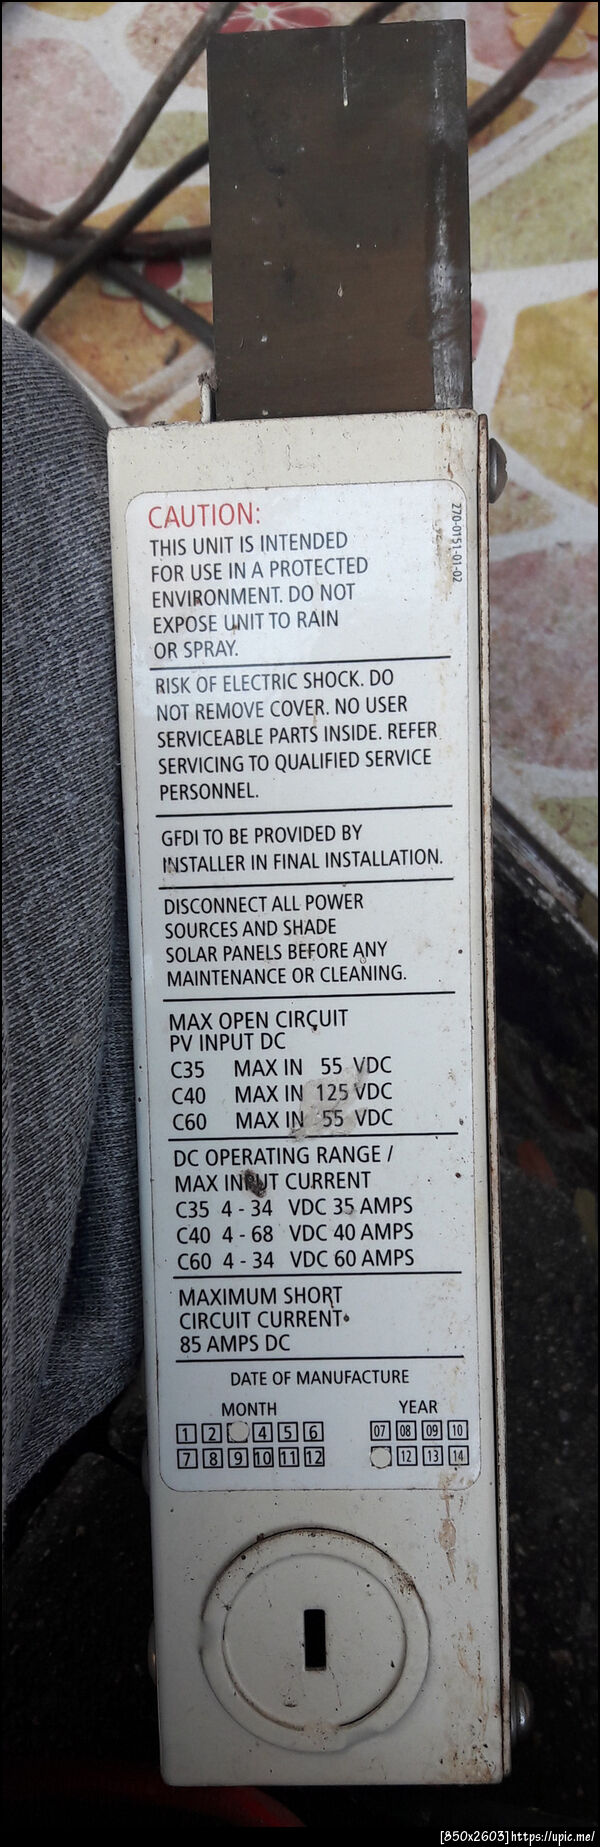 CAUTION:
270-0151-01-02
THIS UNIT IS INTENDED
FOR USE IN A PROTECTED
ENVIRONMENT. DO NOT
EXPOSE UNIT TO RAIN
OR SPRAY.
RISK OF ELECTRIC SHOCK. DO
NOT REMOVE COVER. NO USER
SERVICEABLE PARTS INSIDE. REFER
SERVICING TO QUALIFIED SERVICE
PERSONNEL.
GFDI TO BE PROVIDED BY
INSTALLER IN FINAL INSTALLATION.
DISCONNECT ALL POWER
SOURCES AND SHADE
SOLAR PANELS BEFORE ANY
MAINTENANCE OR CLEANING.
MAX OPEN CIRCUIT
PV INPUT DC
C35 MAX IN 55 VDC
C40 MAX IN 125 VDC
C60 MAX IN 55 VDC
DC OPERATING RANGE /
MAX INPUT CURRENT
C35 4 - 34 VDC 35 AMPS
C40 4 - 68 VDC 40 AMPS
C60 4 - 34 VDC 60 AMPS
MAXIMUM SHORT
CIRCUIT CURRENT
85 AMPS DC
DATE OF MANUFACTURE
MONTH YEAR
1 2 4 5 6 07 08 09 10
7 8 9 10 11 12 12 13 14
[850x2603]https://upic.me/